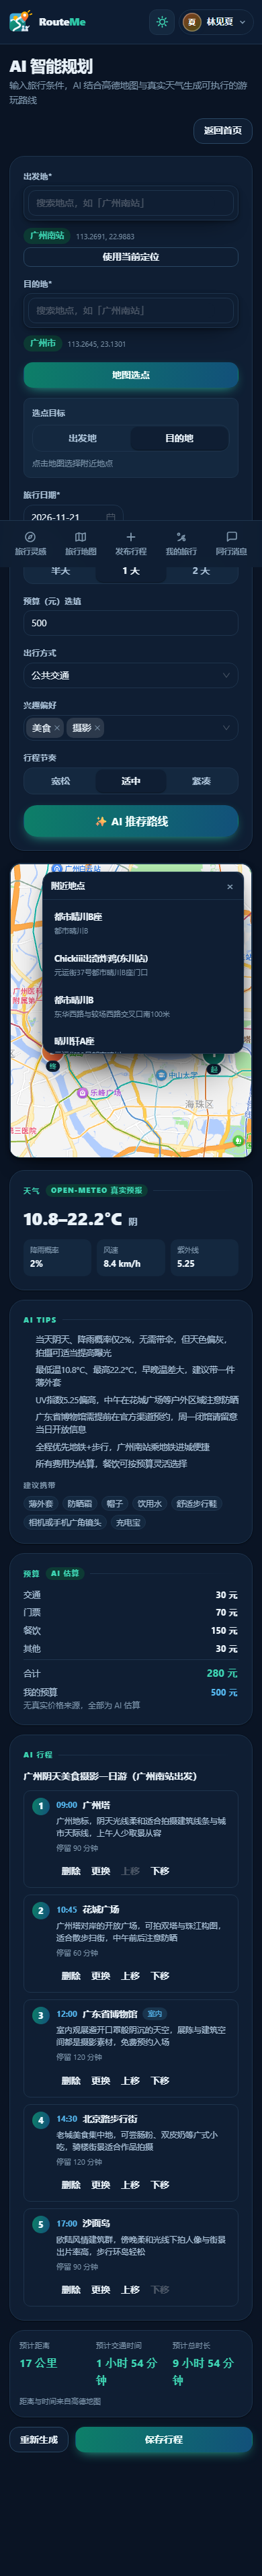 RouteMe
夏 林见夏
AI 智能规划
输入旅行条件，AI 结合高德地图与真实天气生成可执行的游
玩路线
返回首页
出发地*
搜索地点，如「广州南站」
广州南站 113.2691, 22.9883
使用当前定位
目的地*
搜索地点，如「广州南站」
广州市 113.2645, 23.1301
地图选点
选点目标
出发地 目的地
点击地图选择附近地点
旅行日期*
2026-11-21
旅行灵感 旅行地图 发布行程 我的旅行 同行消息
半天 1 天 2 天
预算（元）选填
500
出行方式
公共交通
兴趣偏好
美食 × 摄影 ×
行程节奏
宽松 适中 紧凑
✨ AI 推荐路线
附近地点 ×
都市晴川B座
都市晴川B
Chickiii出奇炸鸡(东川店)
元运街37号都市晴川B座门口
都市晴川B
东华西路与较场西路交叉口南100米
晴川轩A座
终 起
中山大学
乐峰广场
海珠区
天气 OPEN-METEO 真实预报
10.8–22.2°C 阴
降雨概率 风速 紫外线
2% 8.4 km/h 5.25
AI TIPS
当天阴天、降雨概率仅2%，无需带伞，但天色偏灰，
拍摄可适当提高曝光
最低温10.8°C、最高22.2°C，早晚温差大，建议带一件
薄外套
UV指数5.25偏高，中午在花城广场等户外区域注意防晒
广东省博物馆需提前在官方渠道预约，周一闭馆请留意
当日开放信息
全程优先地铁+步行，广州南站乘地铁进城便捷
所有费用为估算，餐饮可按预算灵活选择
建议携带
薄外套 防晒霜 帽子 饮用水 舒适步行鞋
相机或手机广角镜头 充电宝
预算 AI 估算
交通 30 元
门票 70 元
餐饮 150 元
其他 30 元
合计 280 元
我的预算 500 元
无真实价格来源，全部为 AI 估算
AI 行程
广州阴天美食摄影一日游（广州南站出发）
1 09:00 广州塔
广州地标，阴天光线柔和适合拍摄建筑线条与城
市天际线，上午人少取景从容
停留 90 分钟
删除 更换 上移 下移
2 10:45 花城广场
广州塔对岸的开放广场，可拍双塔与珠江构图，
适合散步扫街，中午前后注意防晒
停留 60 分钟
删除 更换 上移 下移
3 12:00 广东省博物馆 室内
室内观展避开口罩般阴沉的天空，展陈与建筑空
间都是摄影素材，免票预约入场
停留 120 分钟
删除 更换 上移 下移
4 14:30 北京路步行街
老城美食集中地，可尝肠粉、双皮奶等广式小
吃，骑楼街景适合作品拍摄
停留 120 分钟
删除 更换 上移 下移
5 17:00 沙面岛
欧陆风情建筑群，傍晚柔和光线下拍人像与街景
出片率高，步行环岛轻松
停留 90 分钟
删除 更换 上移 下移
预计距离 预计交通时间 预计总时长
17 公里 1 小时 54 分 9 小时 54 分
钟 钟
距离与时间来自高德地图
重新生成 保存行程